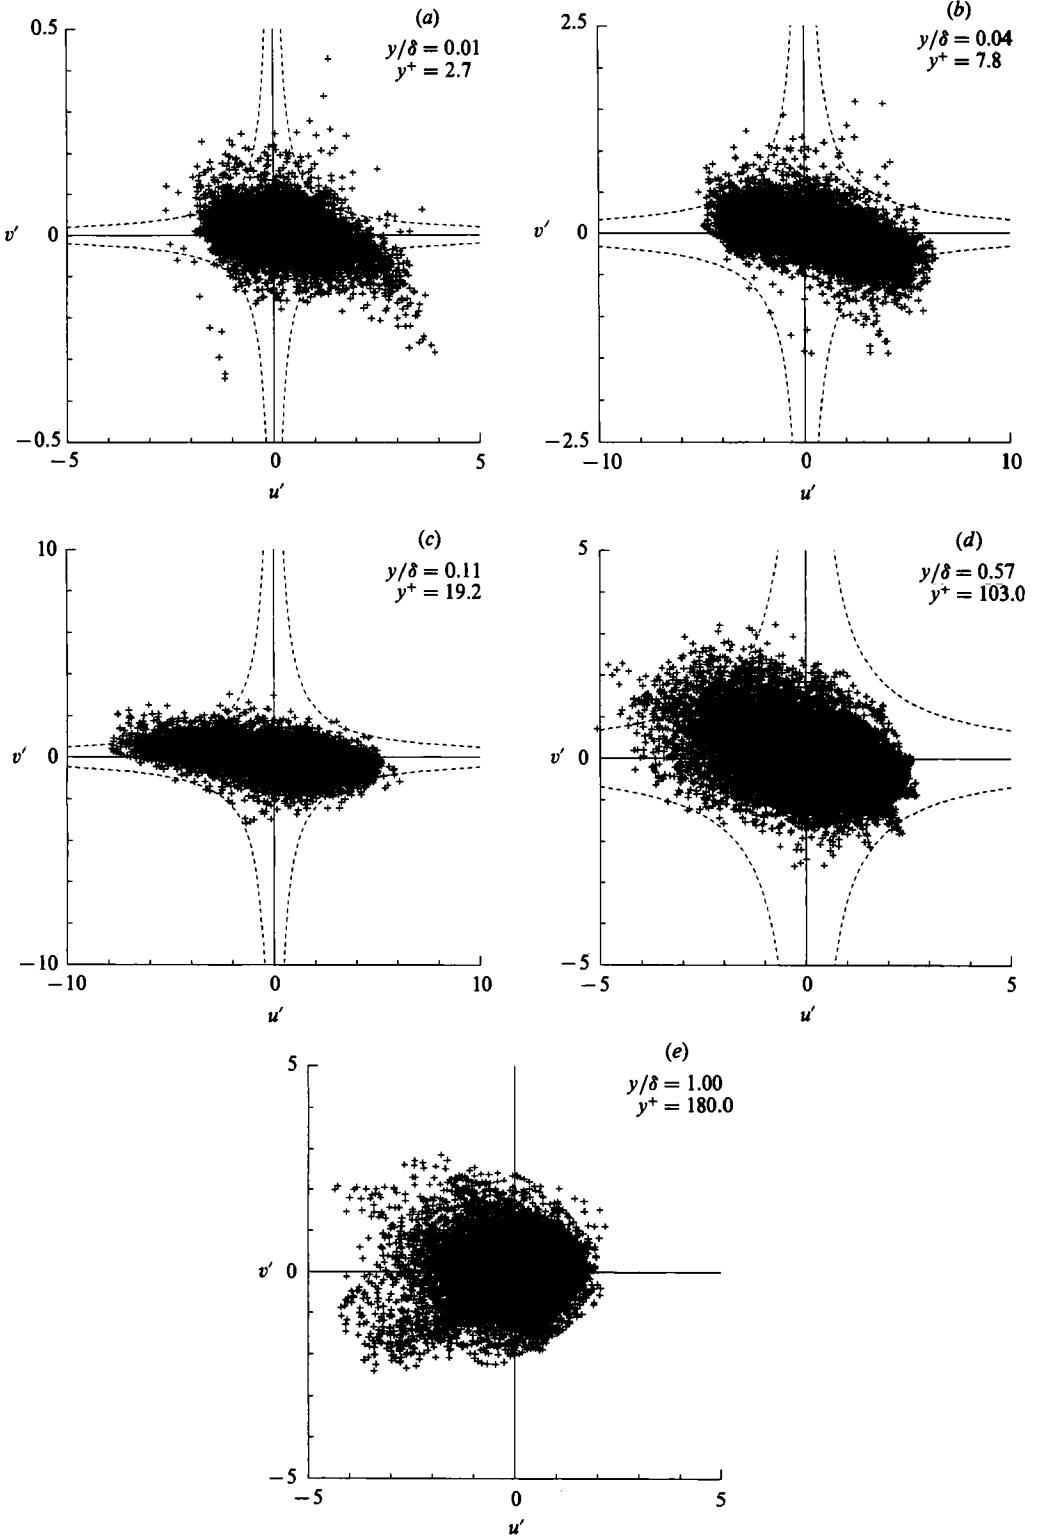 (a)
y/δ = 0.01
y⁺ = 2.7
0.5
v′ 0
−0.5
−5 0 5
u′
(b)
y/δ = 0.04
y⁺ = 7.8
2.5
v′ 0
−2.5
−10 0 10
u′
(c)
y/δ = 0.11
y⁺ = 19.2
10
v′ 0
−10
−10 0 10
u′
(d)
y/δ = 0.57
y⁺ = 103.0
5
v′ 0
−5
−5 0 5
u′
(e)
y/δ = 1.00
y⁺ = 180.0
5
v′ 0
−5
−5 0 5
u′